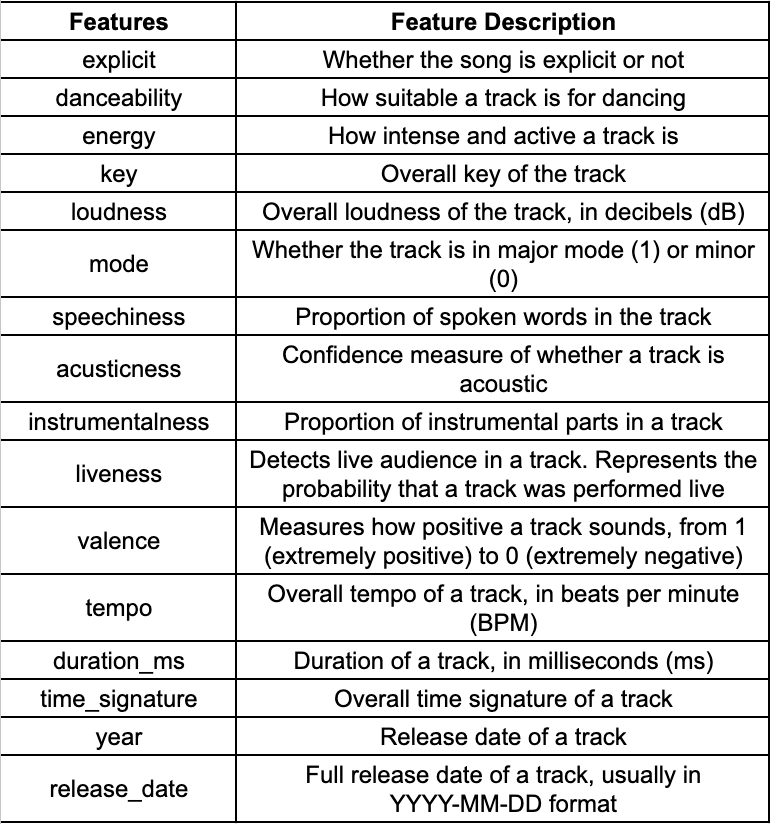 Features Feature Description
explicit Whether the song is explicit or not
danceability How suitable a track is for dancing
energy How intense and active a track is
key Overall key of the track
loudness Overall loudness of the track, in decibels (dB)
mode Whether the track is in major mode (1) or minor
(0)
speechiness Proportion of spoken words in the track
acusticness Confidence measure of whether a track is
acoustic
instrumentalness Proportion of instrumental parts in a track
liveness Detects live audience in a track. Represents the
probability that a track was performed live
valence Measures how positive a track sounds, from 1
(extremely positive) to 0 (extremely negative)
tempo Overall tempo of a track, in beats per minute
(BPM)
duration_ms Duration of a track, in milliseconds (ms)
time_signature Overall time signature of a track
year Release date of a track
release_date Full release date of a track, usually in
YYYY-MM-DD format